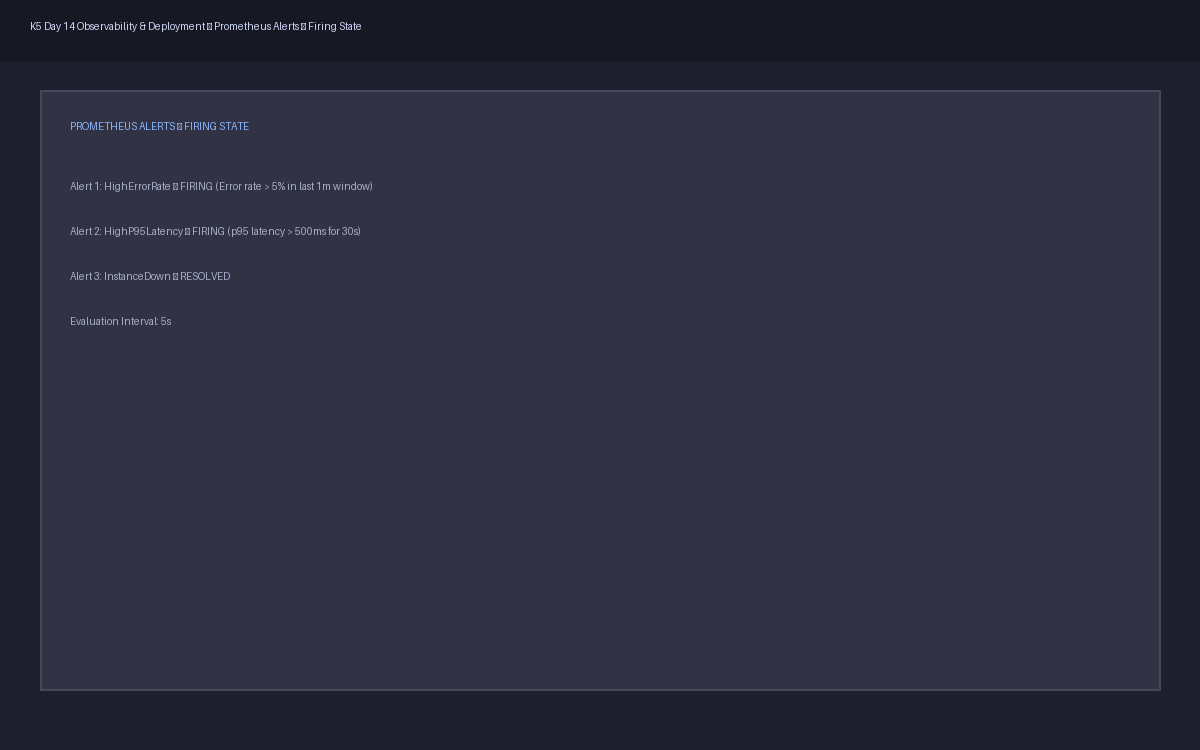 K5 Day 14 Observability & Deployment ▯ Prometheus Alerts ▯ Firing State
PROMETHEUS ALERTS ▯ FIRING STATE
Alert 1: HighErrorRate ▯ FIRING (Error rate > 5% in last 1m window)
Alert 2: HighP95Latency ▯ FIRING (p95 latency > 500ms for 30s)
Alert 3: InstanceDown ▯ RESOLVED
Evaluation Interval: 5s